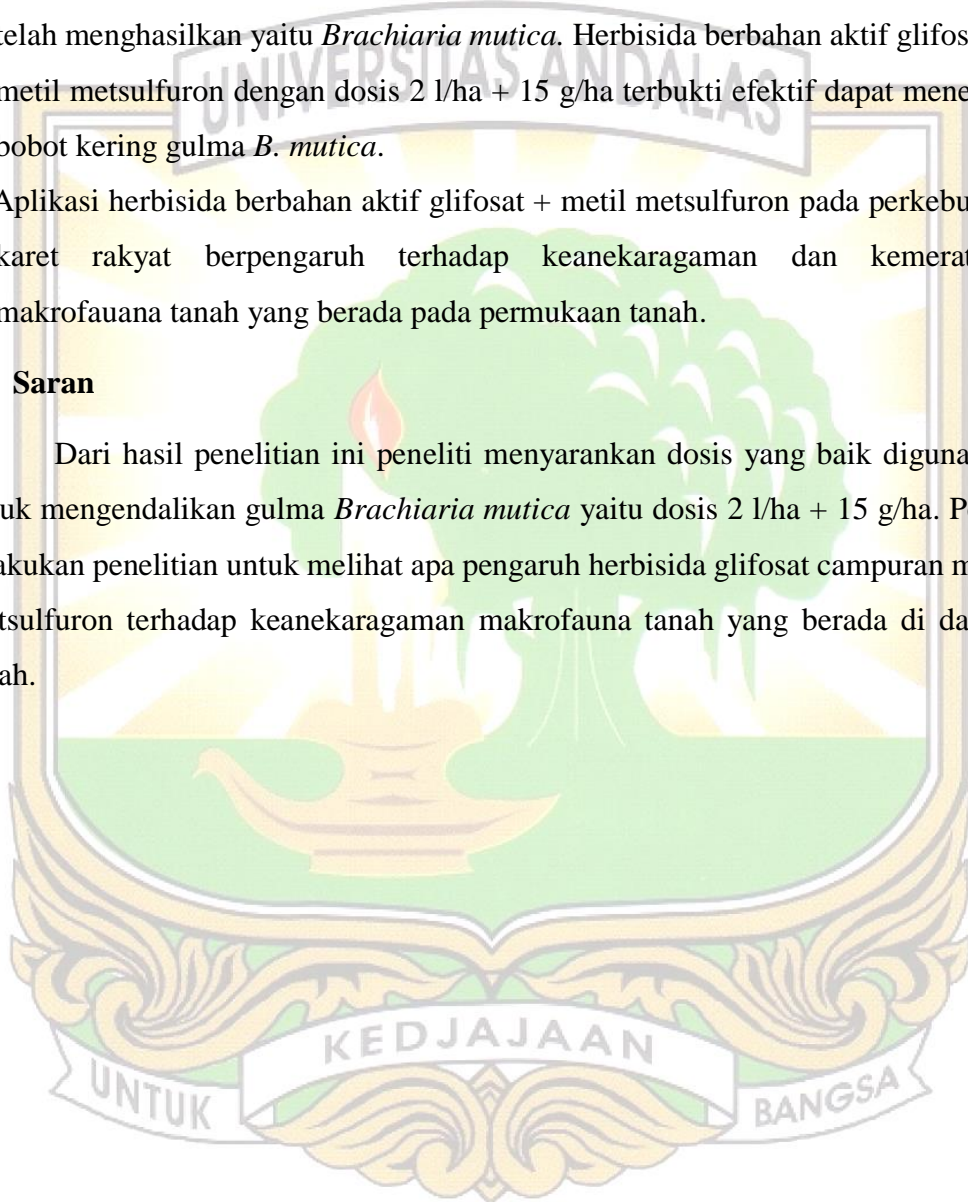 telah menghasilkan yaitu Brachiaria mutica. Herbisida berbahan aktif glifos
metil metsulfuron dengan dosis 2 l/ha + 15 g/ha terbukti efektif dapat mene
bobot kering gulma B. mutica.
Aplikasi herbisida berbahan aktif glifosat + metil metsulfuron pada perkebu
karet rakyat berpengaruh terhadap keanekaragaman dan kemerat
makrofauana tanah yang berada pada permukaan tanah.
Saran
Dari hasil penelitian ini peneliti menyarankan dosis yang baik diguna
uk mengendalikan gulma Brachiaria mutica yaitu dosis 2 l/ha + 15 g/ha. P
akukan penelitian untuk melihat apa pengaruh herbisida glifosat campuran m
tsulfuron terhadap keanekaragaman makrofauna tanah yang berada di da
ah.
UNIVERSITAS ANDALAS
UNTUK KEDJAJAAN BANGSA